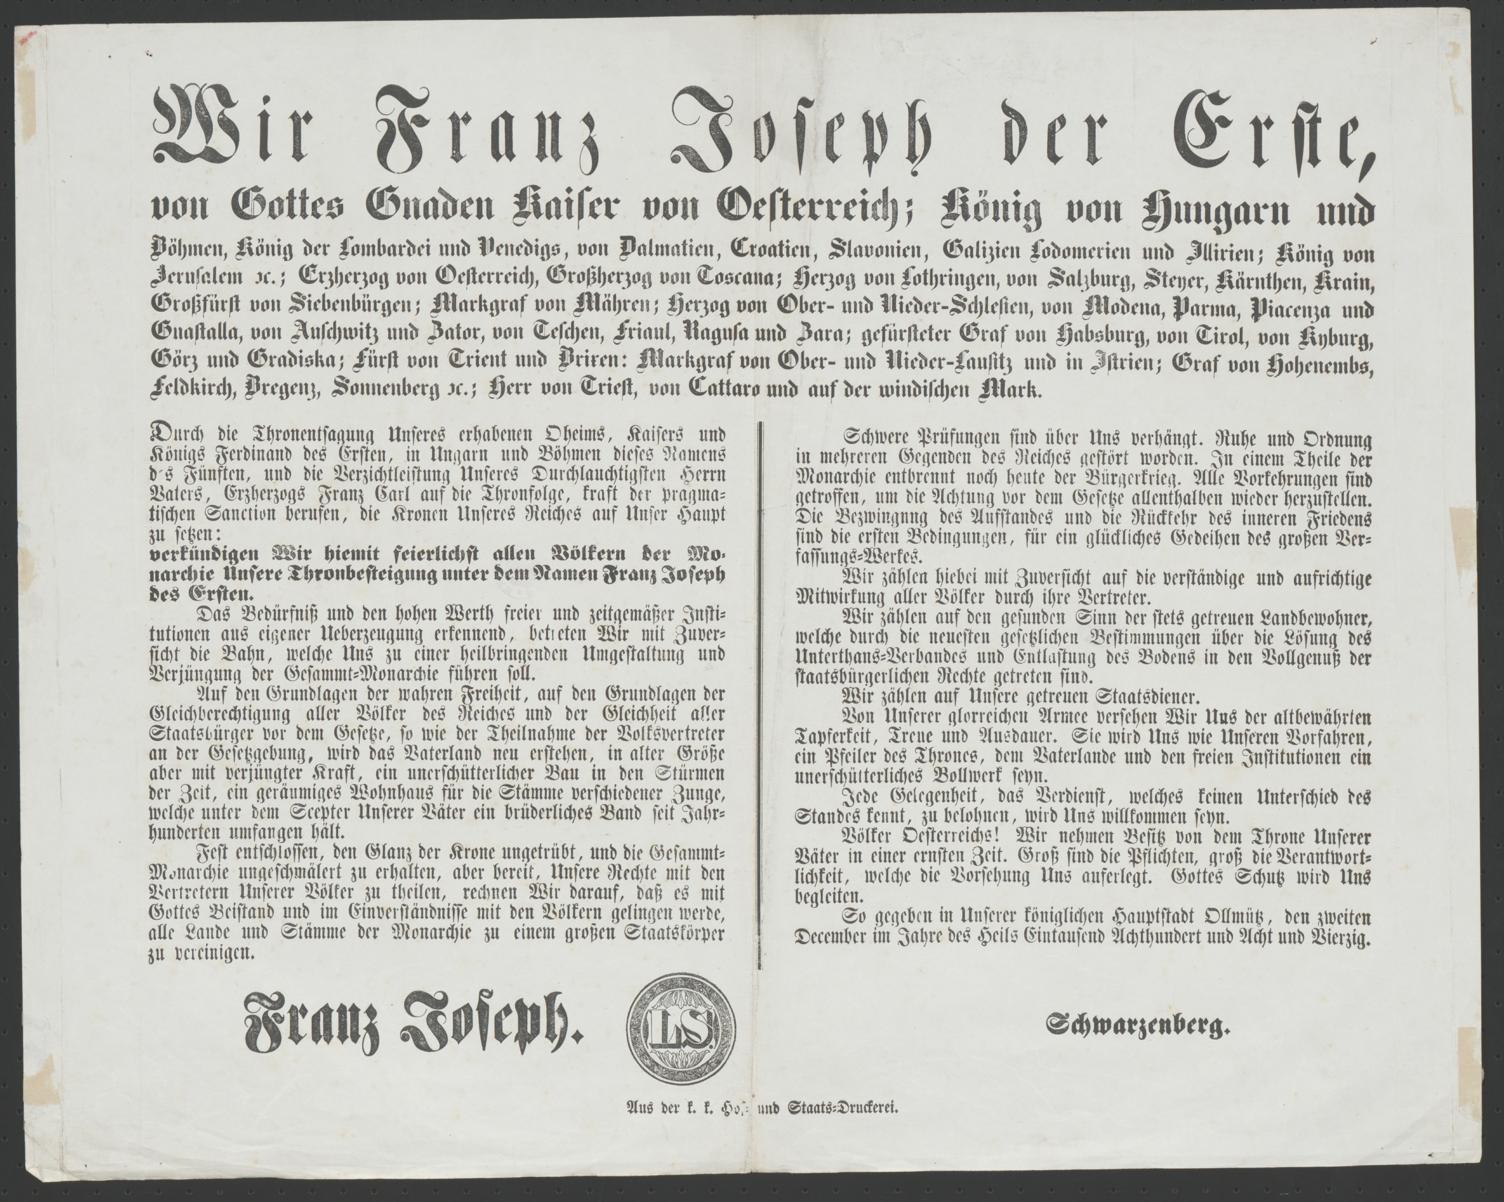 Wir Franz Joseph der Erste,
von Gottes Gnaden Kaiser von Oesterreich; König von Hungarn und
Böhmen, König der Lombardei und Venedigs, von Dalmatien, Croatien, Slavonien, Galizien Lodomerien und Illirien; König von
Jerusalem ꝛc.; Erzherzog von Oesterreich, Großherzog von Toscana; Herzog von Lothringen, von Salzburg, Steyer, Kärnthen, Krain,
Großfürst von Siebenbürgen; Markgraf von Mähren; Herzog von Ober- und Nieder-Schlesien, von Modena, Parma, Piacenza und
Guastalla, von Auschwitz und Zator, von Teschen, Friaul, Ragusa und Zara; gefürsteter Graf von Habsburg, von Tirol, von Kyburg,
Görz und Gradiska; Fürst von Trient und Brixen: Markgraf von Ober- und Nieder-Lausitz und in Istrien; Graf von Hohenembs,
Feldkirch, Bregenz, Sonnenberg ꝛc.; Herr von Triest, von Cattaro und auf der windischen Mark.
Durch die Thronentsagung Unseres erhabenen Oheims, Kaisers und
Königs Ferdinand des Ersten, in Ungarn und Böhmen dieses Namens
des Fünften, und die Verzichtleistung Unseres Durchlauchtigsten Herrn
Vaters, Erzherzogs Franz Carl auf die Thronfolge, kraft der pragma-
tischen Sanction berufen, die Kronen Unseres Reiches auf Unser Haupt
zu setzen:
verkündigen Wir hiemit feierlichst allen Völkern der Mo-
narchie Unsere Thronbesteigung unter dem Namen Franz Joseph
des Ersten.
Das Bedürfniß und den hohen Werth freier und zeitgemäßer Insti-
tutionen aus eigener Ueberzeugung erkennend, betreten Wir mit Zuver-
sicht die Bahn, welche Uns zu einer heilbringenden Umgestaltung und
Verjüngung der Gesammt-Monarchie führen soll.
Auf den Grundlagen der wahren Freiheit, auf den Grundlagen der
Gleichberechtigung aller Völker des Reiches und der Gleichheit aller
Staatsbürger vor dem Gesetze, so wie der Theilnahme der Volksvertreter
an der Gesetzgebung, wird das Vaterland neu erstehen, in alter Größe
aber mit verjüngter Kraft, ein unerschütterlicher Bau in den Stürmen
der Zeit, ein geräumiges Wohnhaus für die Stämme verschiedener Zunge,
welche unter dem Scepter Unserer Väter ein brüderliches Band seit Jahr-
hunderten umfangen hält.
Fest entschlossen, den Glanz der Krone ungetrübt, und die Gesammt-
Monarchie ungeschmälert zu erhalten, aber bereit, Unsere Rechte mit den
Vertretern Unserer Völker zu theilen, rechnen Wir darauf, daß es mit
Gottes Beistand und im Einverständnisse mit den Völkern gelingen werde,
alle Lande und Stämme der Monarchie zu einem großen Staatskörper
zu vereinigen.
Schwere Prüfungen sind über Uns verhängt. Ruhe und Ordnung
in mehreren Gegenden des Reiches gestört worden. In einem Theile der
Monarchie entbrennt noch heute der Bürgerkrieg. Alle Vorkehrungen sind
getroffen, um die Achtung vor dem Gesetze allenthalben wieder herzustellen.
Die Bezwingung des Aufstandes und die Rückkehr des inneren Friedens
sind die ersten Bedingungen, für ein glückliches Gedeihen des großen Ver-
fassungs-Werkes.
Wir zählen hiebei mit Zuversicht auf die verständige und aufrichtige
Mitwirkung aller Völker durch ihre Vertreter.
Wir zählen auf den gesunden Sinn der stets getreuen Landbewohner,
welche durch die neuesten gesetzlichen Bestimmungen über die Lösung des
Unterthans-Verbandes und Entlastung des Bodens in den Vollgenuß der
staatsbürgerlichen Rechte getreten sind.
Wir zählen auf Unsere getreuen Staatsdiener.
Von Unserer glorreichen Armee versehen Wir Uns der altbewährten
Tapferkeit, Treue und Ausdauer. Sie wird Uns wie Unseren Vorfahren,
ein Pfeiler des Thrones, dem Vaterlande und den freien Institutionen ein
unerschütterliches Bollwerk seyn.
Jede Gelegenheit, das Verdienst, welches keinen Unterschied des
Standes kennt, zu belohnen, wird Uns willkommen seyn.
Völker Oesterreichs! Wir nehmen Besitz von dem Throne Unserer
Väter in einer ernsten Zeit. Groß sind die Pflichten, groß die Verantwort-
lichkeit, welche die Vorsehung Uns auferlegt. Gottes Schutz wird Uns
begleiten.
So gegeben in Unserer königlichen Hauptstadt Ollmütz, den zweiten
December im Jahre des Heils Eintausend Achthundert und Acht und Vierzig.
Franz Joseph.
LS.
Schwarzenberg.
Aus der k. k. Hof- und Staats-Druckerei.